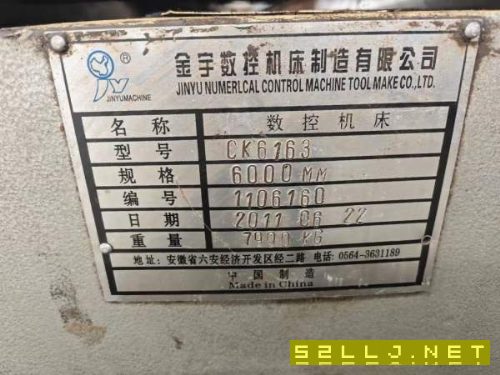 JINYUMACHINE
金宇数控机床制造有限公司
JINYU NUMERLCAL CONTROL MACHINE TOOL MAKE CO.,LTD.
名 称 数 控 机 床
型 号 CK6163
规 格 6000 MM
编 号 1106160
日 期 2011 06 22
重 量 7900 KG
地址: 安徽省六安经济开发区经二路 电话: 0564-3631189
中 国 制 造
Made in China
52LLJ.NET